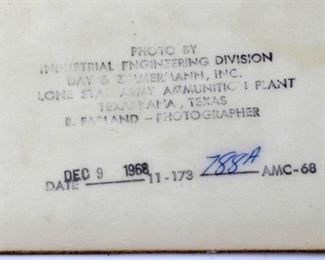 PHOTO BY
INDUSTRIAL ENGINEERING DIVISION
DAY & ZIMMERMANN, INC.
LONE STAR ARMY AMMUNITION PLANT
TEXARKANA, TEXAS
B. - PHOTOGRAPHER
DEC 9 1968
DATE 11-173 788A AMC-68